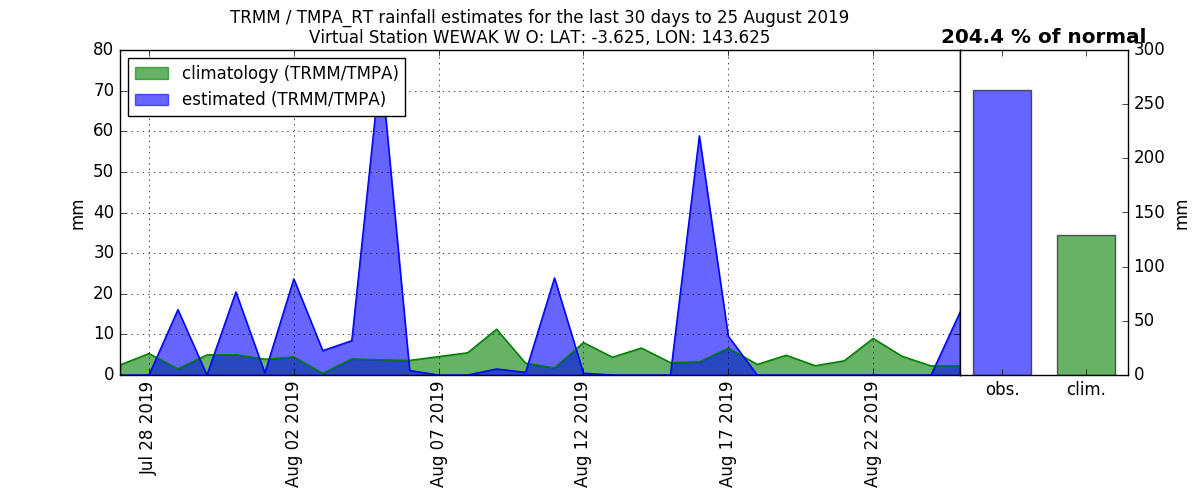 TRMM / TMPA_RT rainfall estimates for the last 30 days to 25 August 2019
Virtual Station WEWAK W O: LAT: -3.625, LON: 143.625
204.4 % of normal
climatology (TRMM/TMPA)
estimated (TRMM/TMPA)
80
70
60
50
40
30
20
10
0
mm
Jul 28 2019
Aug 02 2019
Aug 07 2019
Aug 12 2019
Aug 17 2019
Aug 22 2019
300
250
200
150
100
50
0
mm
obs.
clim.